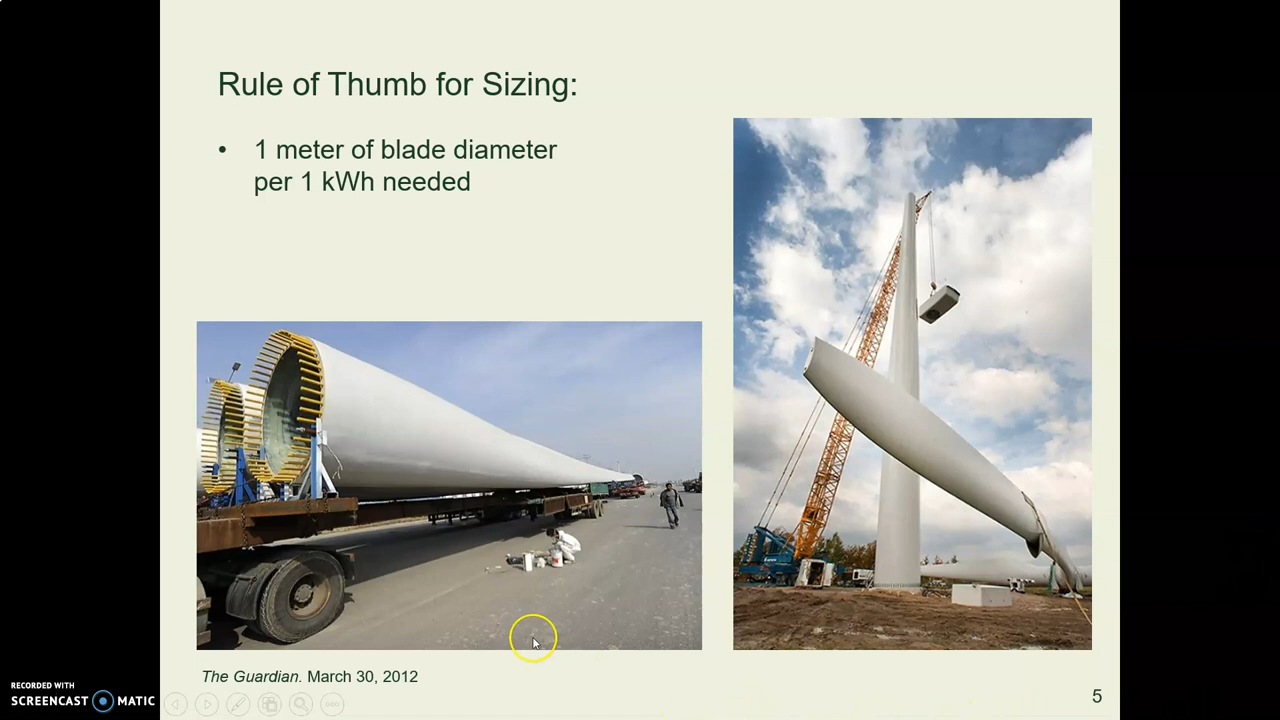 Rule of Thumb for Sizing:
• 1 meter of blade diameter
per 1 kWh needed
The Guardian. March 30, 2012
5
RECORDED WITH
SCREENCAST MATIC